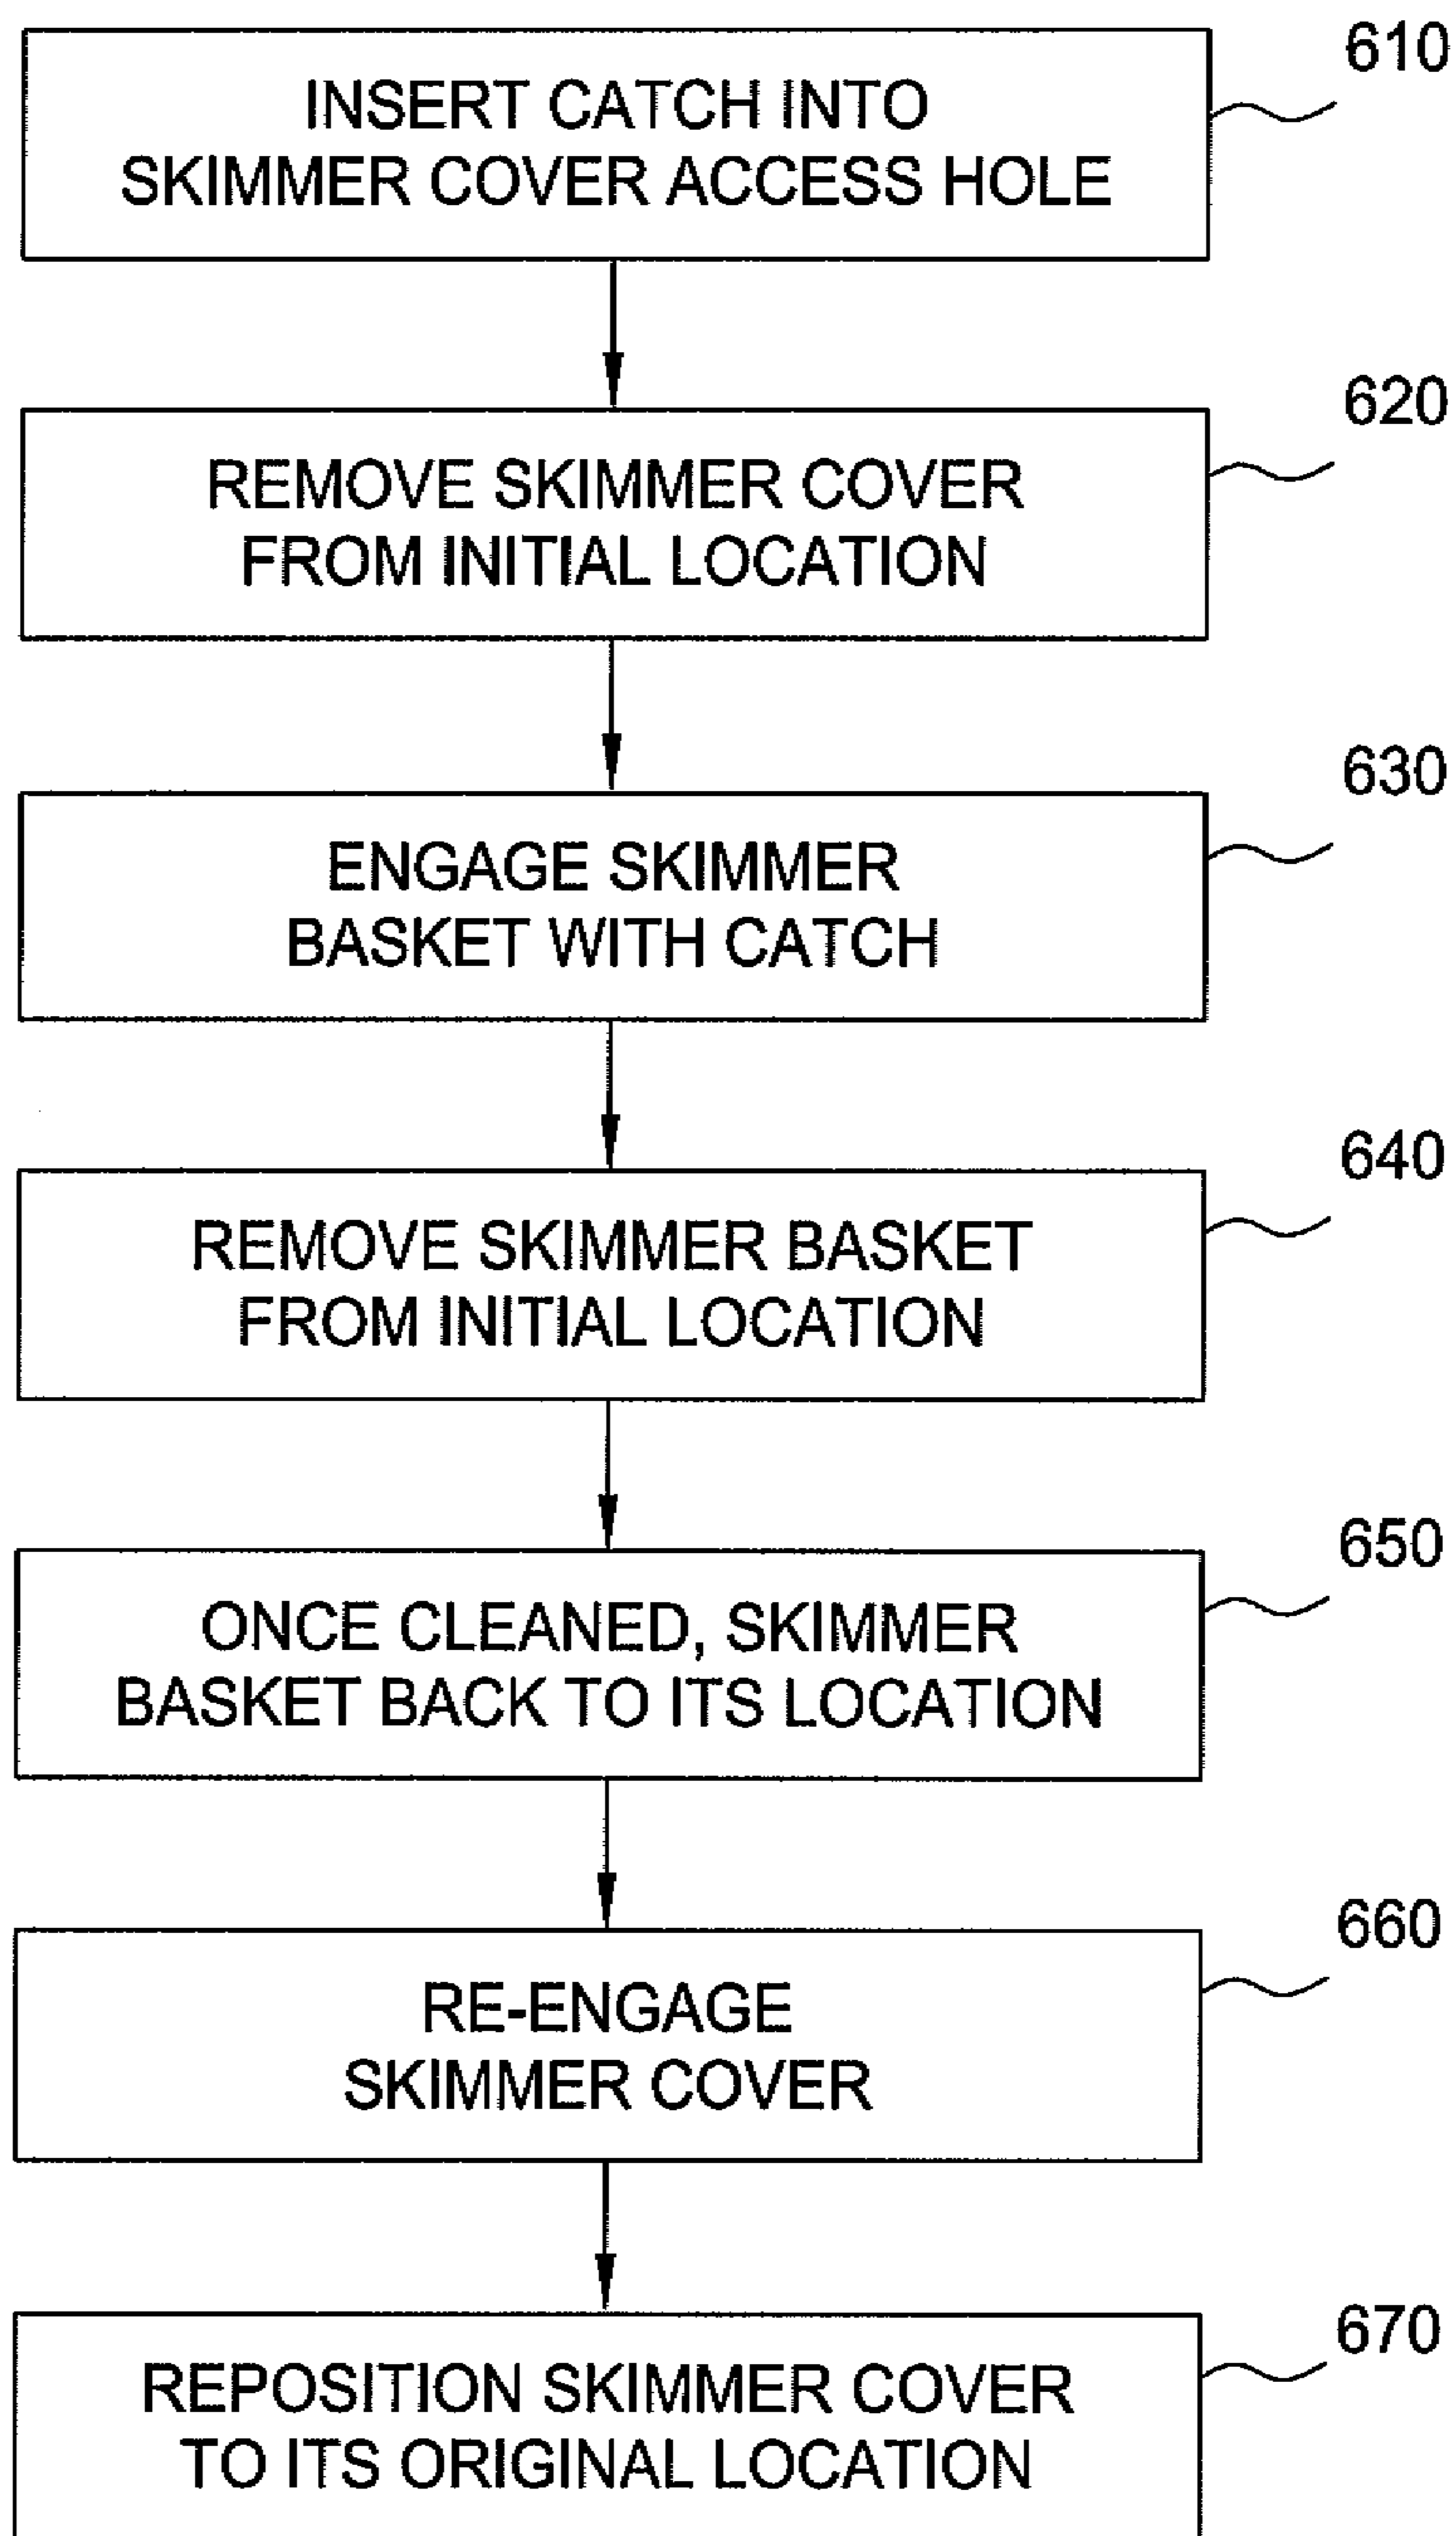 610
INSERT CATCH INTO
SKIMMER COVER ACCESS HOLE
620
REMOVE SKIMMER COVER
FROM INITIAL LOCATION
630
ENGAGE SKIMMER
BASKET WITH CATCH
640
REMOVE SKIMMER BASKET
FROM INITIAL LOCATION
650
ONCE CLEANED, SKIMMER
BASKET BACK TO ITS LOCATION
660
RE-ENGAGE
SKIMMER COVER
670
REPOSITION SKIMMER COVER
TO ITS ORIGINAL LOCATION